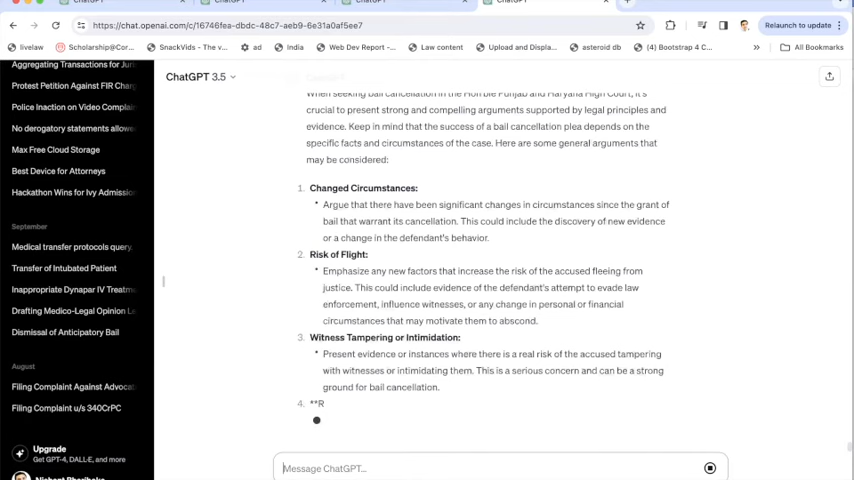 ChatGPT
ChatGPT
ChatGPT
ChatGPT
https://chat.openai.com/c/16746fea-dbdc-48c7-aeb9-6e31a0af5ee7
Relaunch to update
livelaw
Scholarship@Cor...
SnackVids - The v...
ad
India
Web Dev Report -...
Law content
Upload and Displa...
asteroid db
(4) Bootstrap 4 C...
»
All Bookmarks
Aggregating Transactions for Juri
Protest Petition Against FIR Chan
Police Inaction on Video Complai
No derogatory statements allowe
Max Free Cloud Storage
Best Device for Attorneys
Hackathon Wins for Ivy Admission
September
Medical transfer protocols query.
Transfer of Intubated Patient
Inappropriate Dynapar IV Treatm
Drafting Medico-Legal Opinion Le
Dismissal of Anticipatory Bail
August
Filing Complaint Against Advocat
Filing Complaint u/s 340CrPC
Upgrade
Get GPT-4, DALL·E, and more
ChatGPT 3.5
When seeking bail cancellation in the Hon'ble Punjab and Haryana High Court, it's
crucial to present strong and compelling arguments supported by legal principles and
evidence. Keep in mind that the success of a bail cancellation plea depends on the
specific facts and circumstances of the case. Here are some general arguments that
may be considered:
1. Changed Circumstances:
• Argue that there have been significant changes in circumstances since the grant of
bail that warrant its cancellation. This could include the discovery of new evidence
or a change in the defendant's behavior.
2. Risk of Flight:
• Emphasize any new factors that increase the risk of the accused fleeing from
justice. This could include evidence of the defendant's attempt to evade law
enforcement, influence witnesses, or any change in personal or financial
circumstances that may motivate them to abscond.
3. Witness Tampering or Intimidation:
• Present evidence or instances where there is a real risk of the accused tampering
with witnesses or intimidating them. This is a serious concern and can be a strong
ground for bail cancellation.
4. **R
Message ChatGPT...